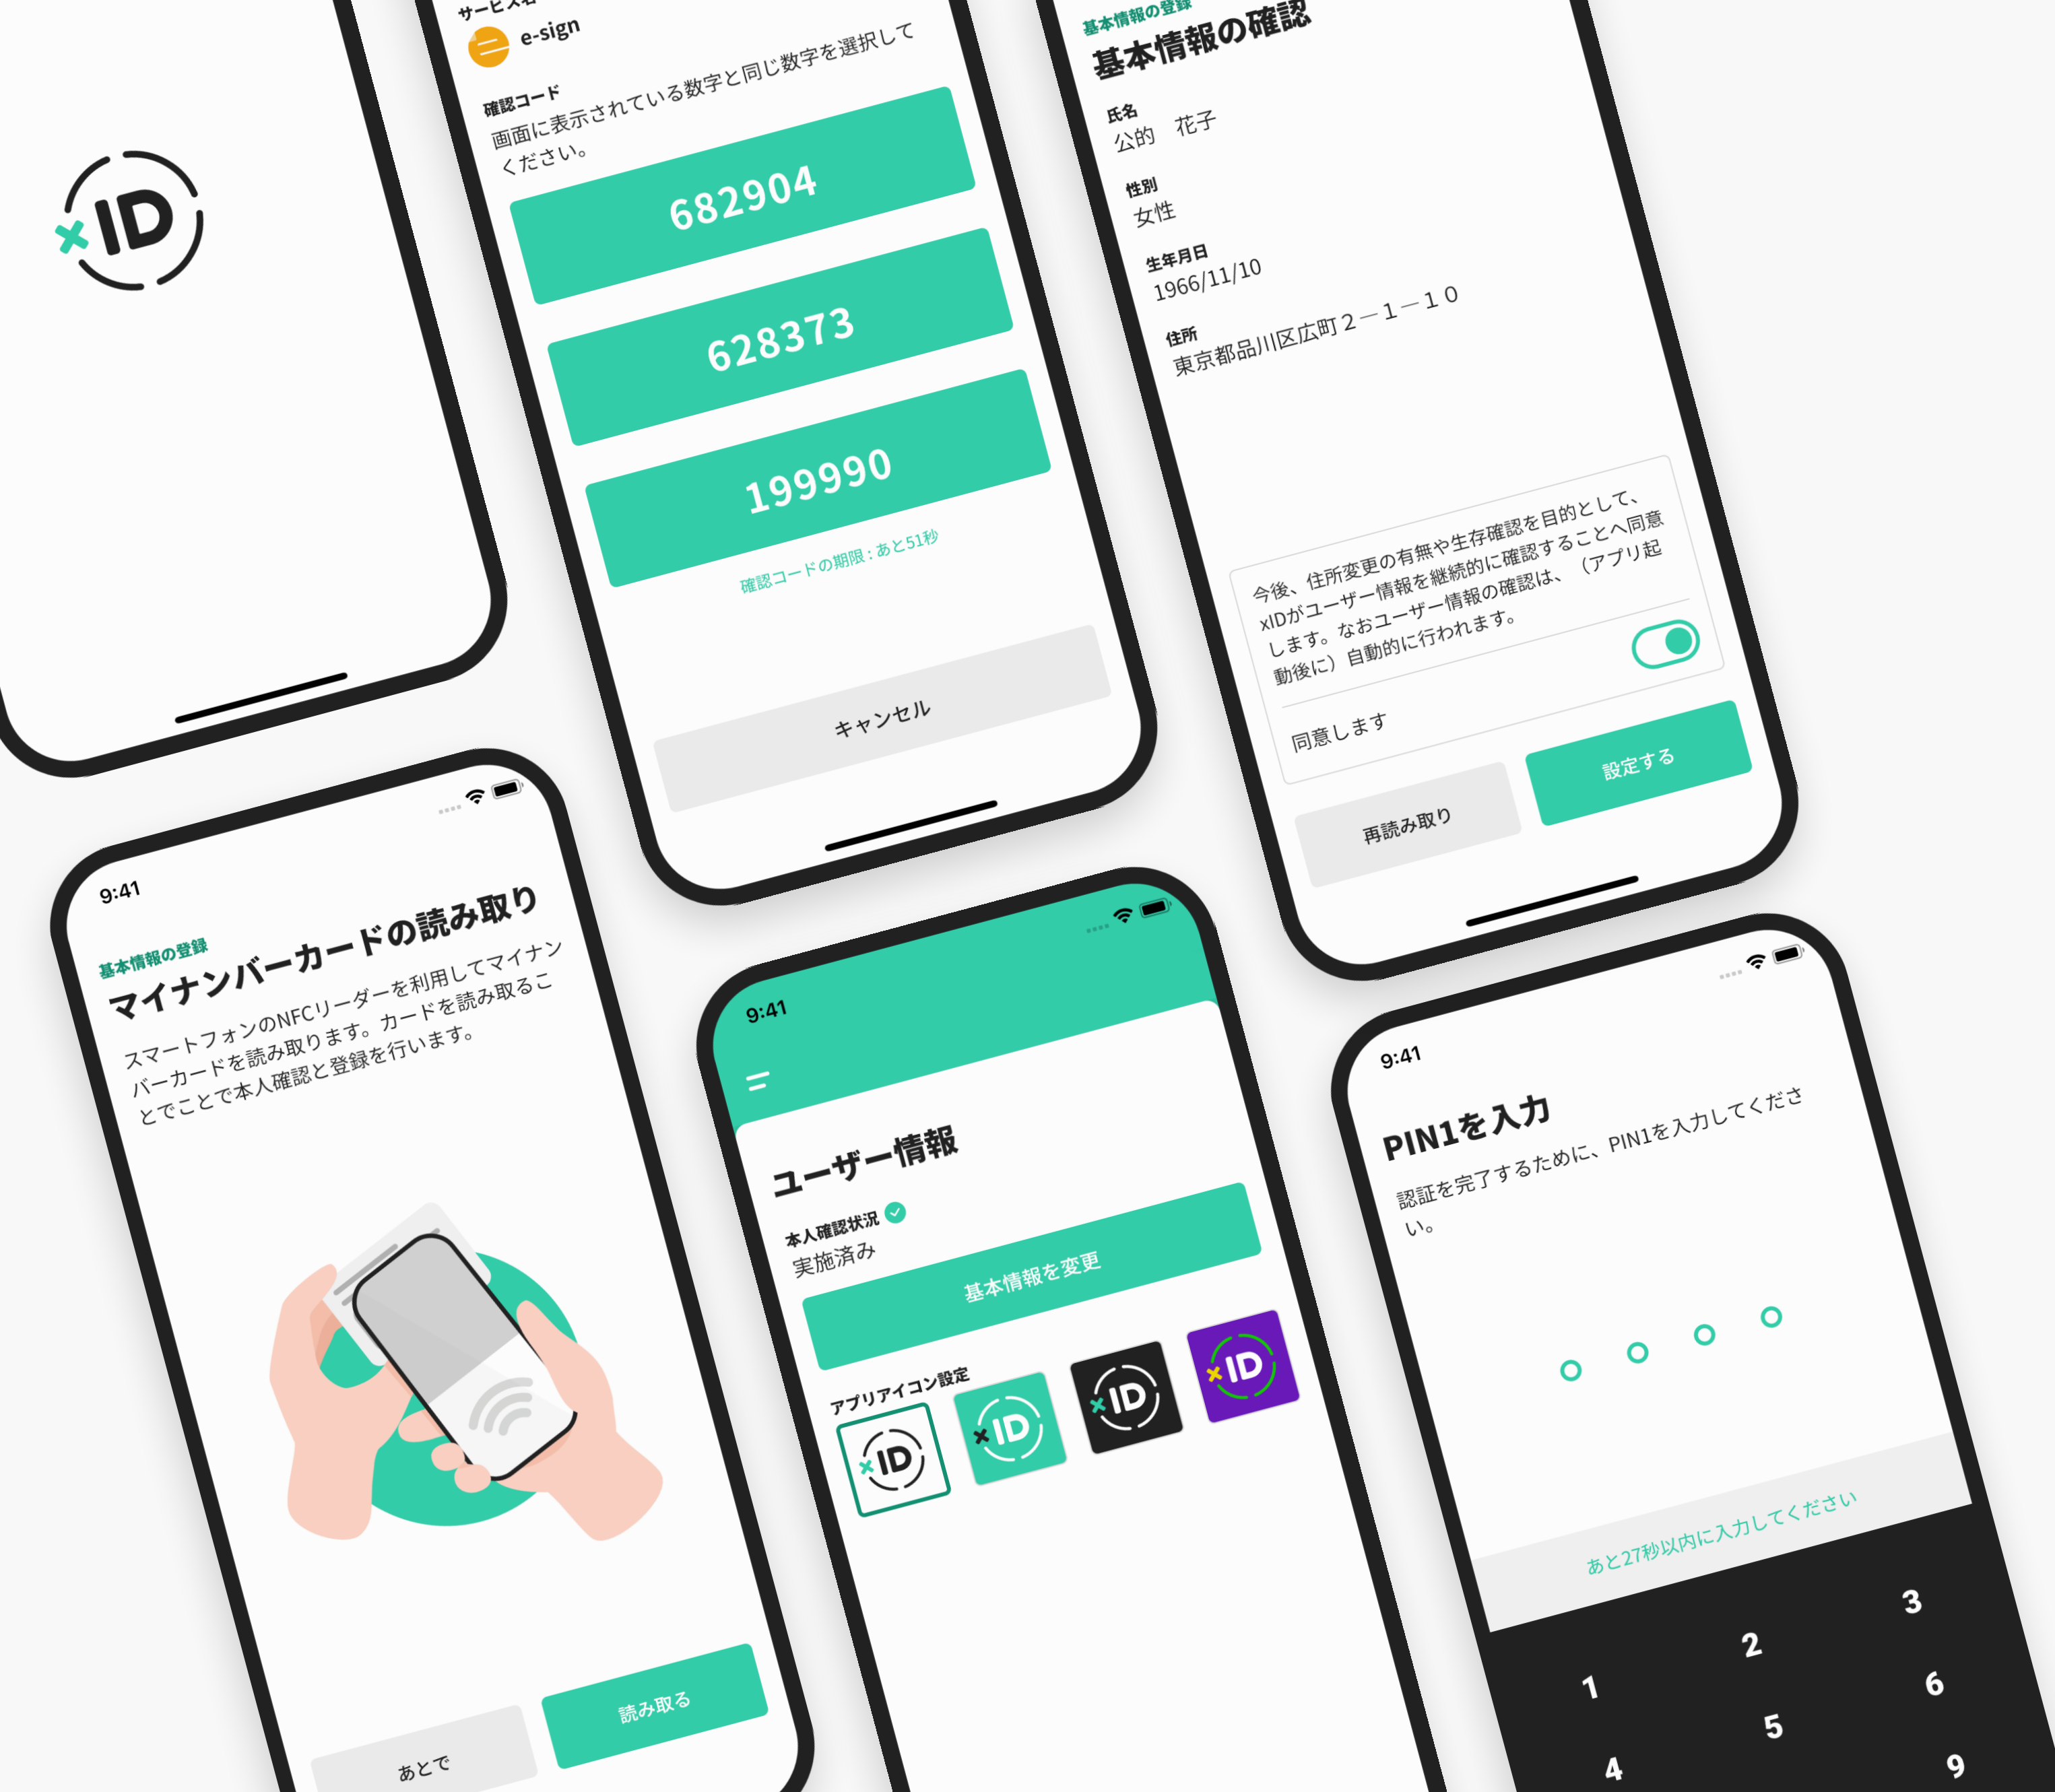 xID
サービス名
e-sign
確認コード
画面に表示されている数字と同じ数字を選択して
ください。
682904
628373
199990
確認コードの期限 : あと51秒
キャンセル
基本情報の登録
基本情報の確認
氏名
公的　花子
性別
女性
生年月日
1966/11/10
住所
東京都品川区広町２－１－１０
今後、住所変更の有無や生存確認を目的として、
xIDがユーザー情報を継続的に確認することへ同意
します。なおユーザー情報の確認は、（アプリ起
動後に）自動的に行われます。
同意します
再読み取り
設定する
9:41
基本情報の登録
マイナンバーカードの読み取り
スマートフォンのNFCリーダーを利用してマイナン
バーカードを読み取ります。カードを読み取るこ
とでことで本人確認と登録を行います。
あとで
読み取る
9:41
ユーザー情報
本人確認状況
実施済み
基本情報を変更
アプリアイコン設定
xID
xID
xID
xID
9:41
PIN1を入力
認証を完了するために、PIN1を入力してくださ
い。
あと27秒以内に入力してください
1 2 3
4 5 6
9